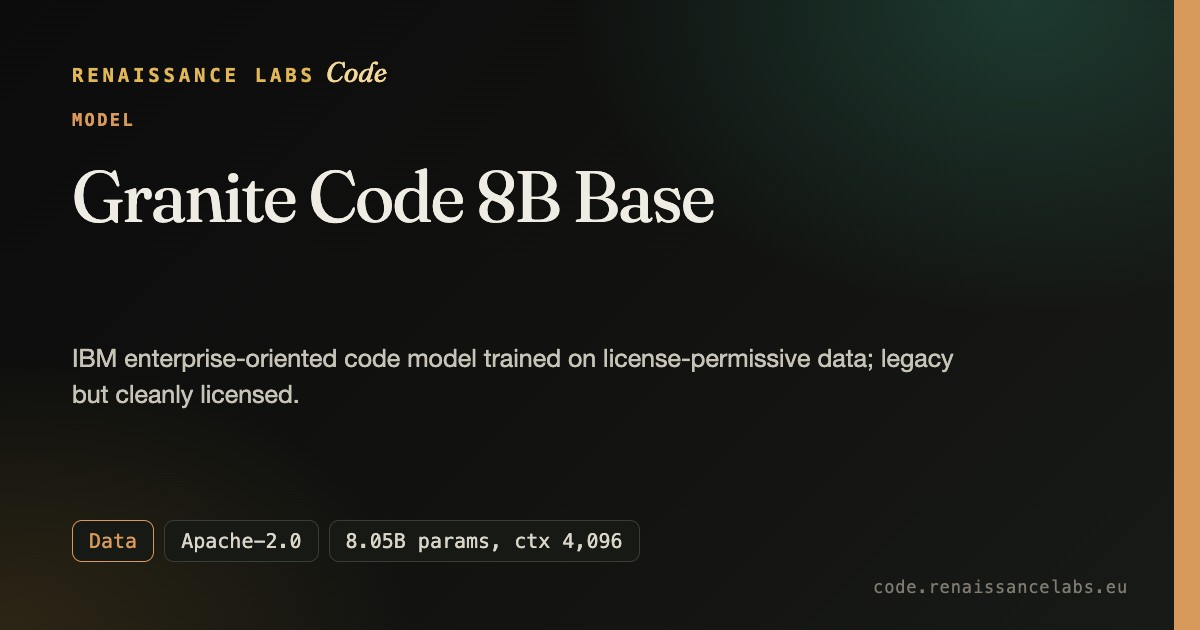 RENAISSANCE LABS Code
MODEL
Granite Code 8B Base
IBM enterprise-oriented code model trained on license-permissive data; legacy
but cleanly licensed.
Data
Apache-2.0
8.05B params, ctx 4,096
code.renaissancelabs.eu